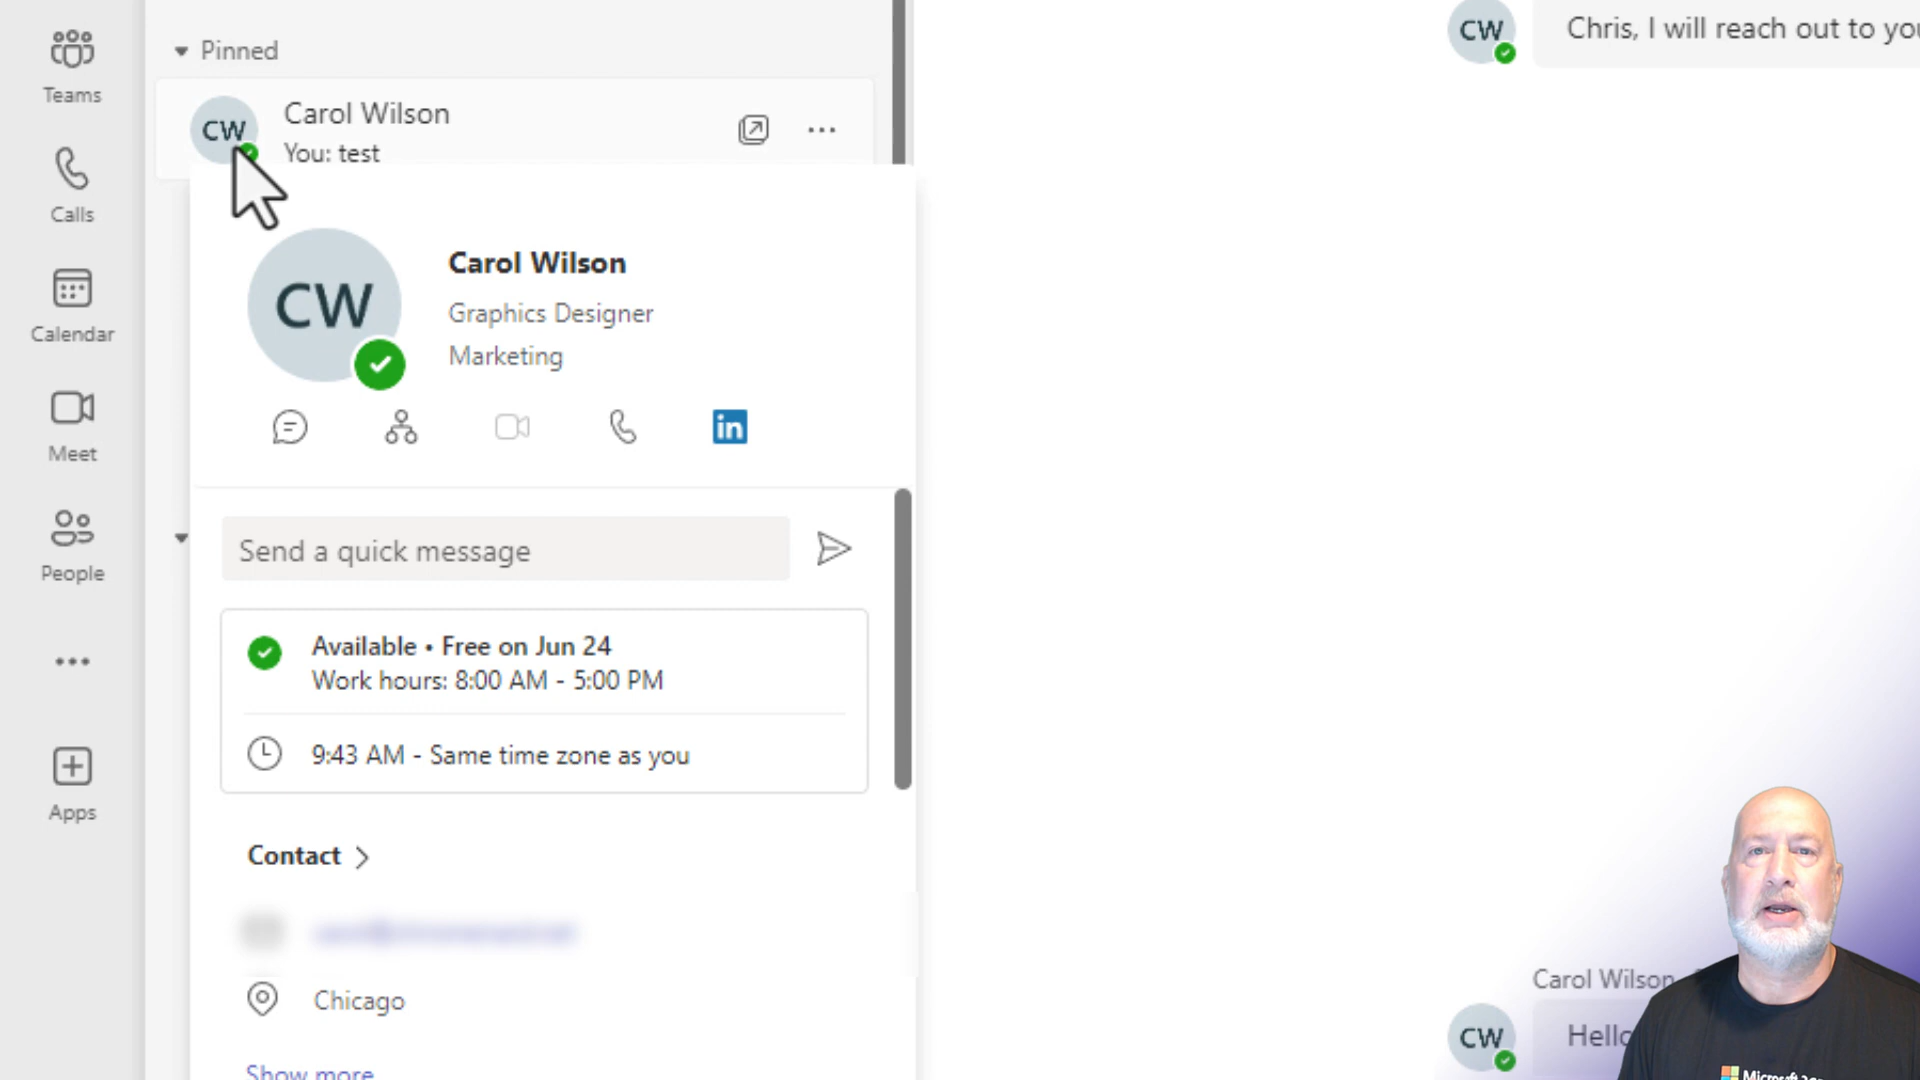 Teams
Calls
Calendar
Meet
People
Apps
Pinned
CW
Carol Wilson
You: test
CW
Carol Wilson
Graphics Designer
Marketing
in
Send a quick message
Available • Free on Jun 24
Work hours: 8:00 AM - 5:00 PM
9:43 AM - Same time zone as you
Contact
Chicago
Show more
CW
Chris, I will reach out to
Carol Wilson
CW